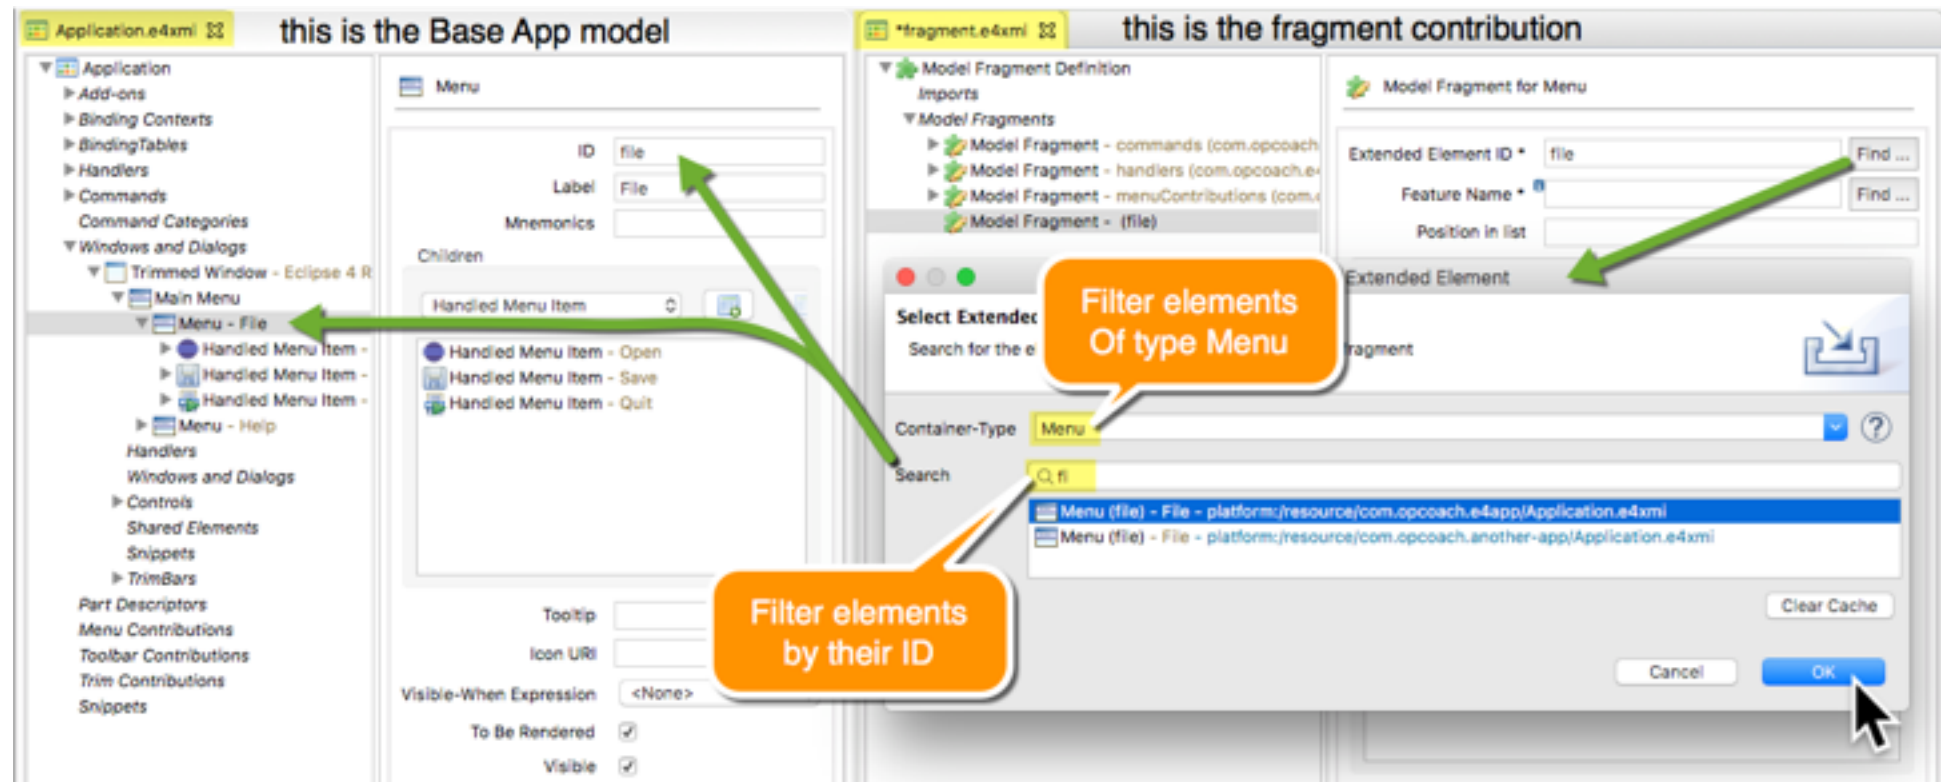 Application.e4xmi
this is the Base App model
*fragment.e4xmi
this is the fragment contribution
Application
Add-ons
Binding Contexts
BindingTables
Handlers
Commands
Command Categories
Windows and Dialogs
Trimmed Window - Eclipse 4 R
Main Menu
Menu - File
Handled Menu Item -
Handled Menu Item -
Handled Menu Item -
Menu - Help
Handlers
Windows and Dialogs
Controls
Shared Elements
Snippets
TrimBars
Part Descriptors
Menu Contributions
Toolbar Contributions
Trim Contributions
Snippets
Menu
ID file
Label File
Mnemonics
Children
Handled Menu Item
Handled Menu Item - Open
Handled Menu Item - Save
Handled Menu Item - Quit
Tooltip
Icon URI
Visible-When Expression <None>
To Be Rendered
Visible
Model Fragment Definition
Imports
Model Fragments
Model Fragment - commands (com.opcoach
Model Fragment - handlers (com.opcoach.e
Model Fragment - menuContributions (com.
Model Fragment - (file)
Model Fragment for Menu
Extended Element ID * file Find ...
Feature Name * Find ...
Position in list
Extended Element
Select Extended
Search for the e
fragment
Filter elements
Of type Menu
Container-Type Menu
Search fi
Menu (file) - File - platform:/resource/com.opcoach.e4app/Application.e4xmi
Menu (file) - File - platform:/resource/com.opcoach.another-app/Application.e4xmi
Filter elements
by their ID
Clear Cache
Cancel OK